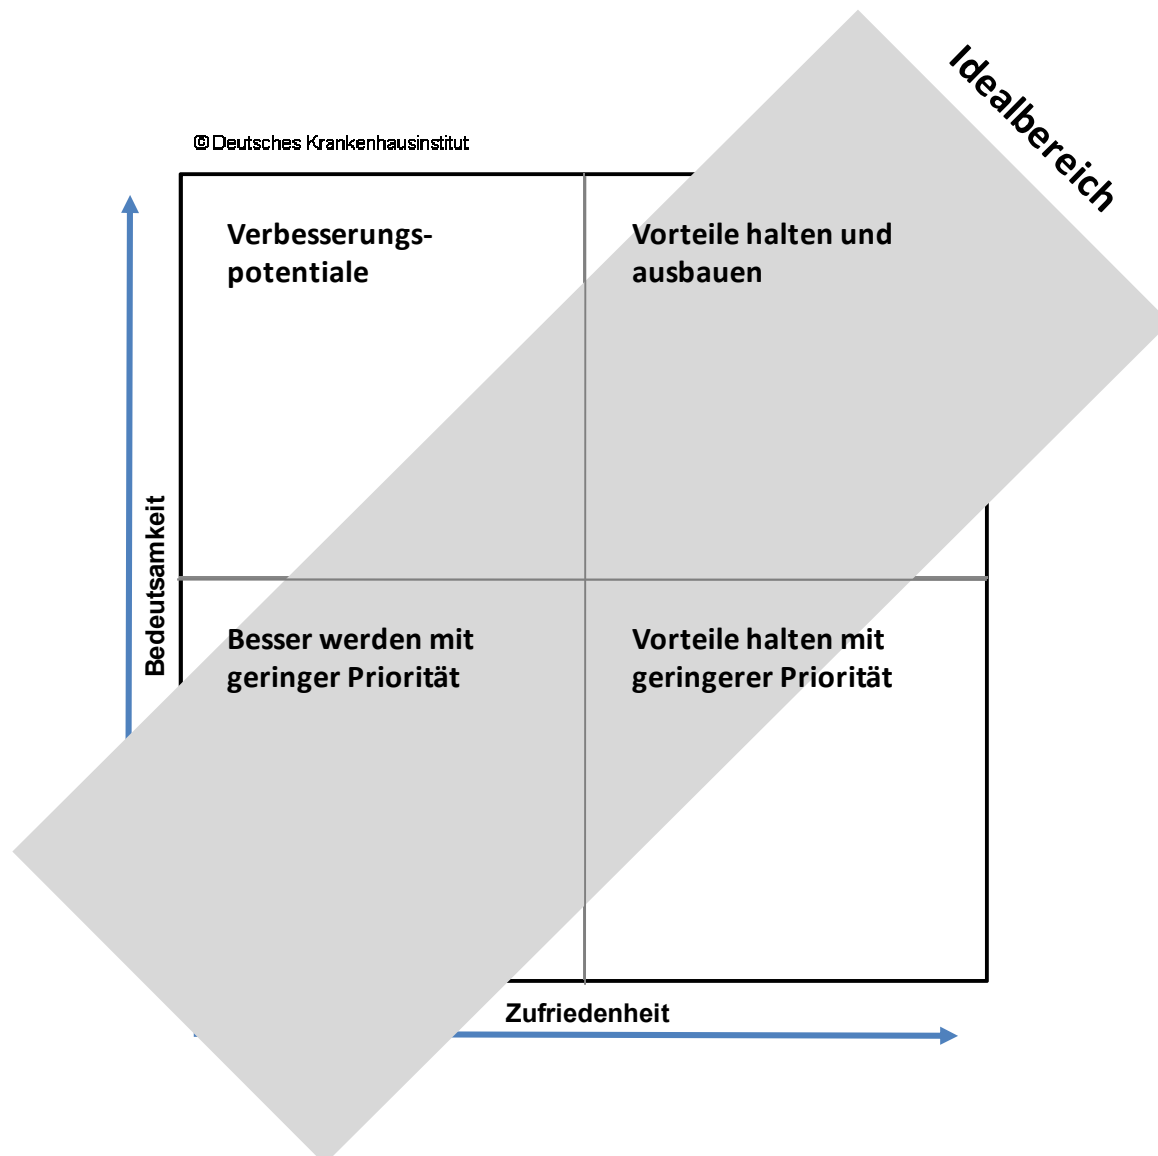 Idealbereich
© Deutsches Krankenhausinstitut
Verbesserungs-
potentiale
Vorteile halten und
ausbauen
Bedeutsamkeit
Besser werden mit
geringer Priorität
Vorteile halten mit
geringerer Priorität
Zufriedenheit